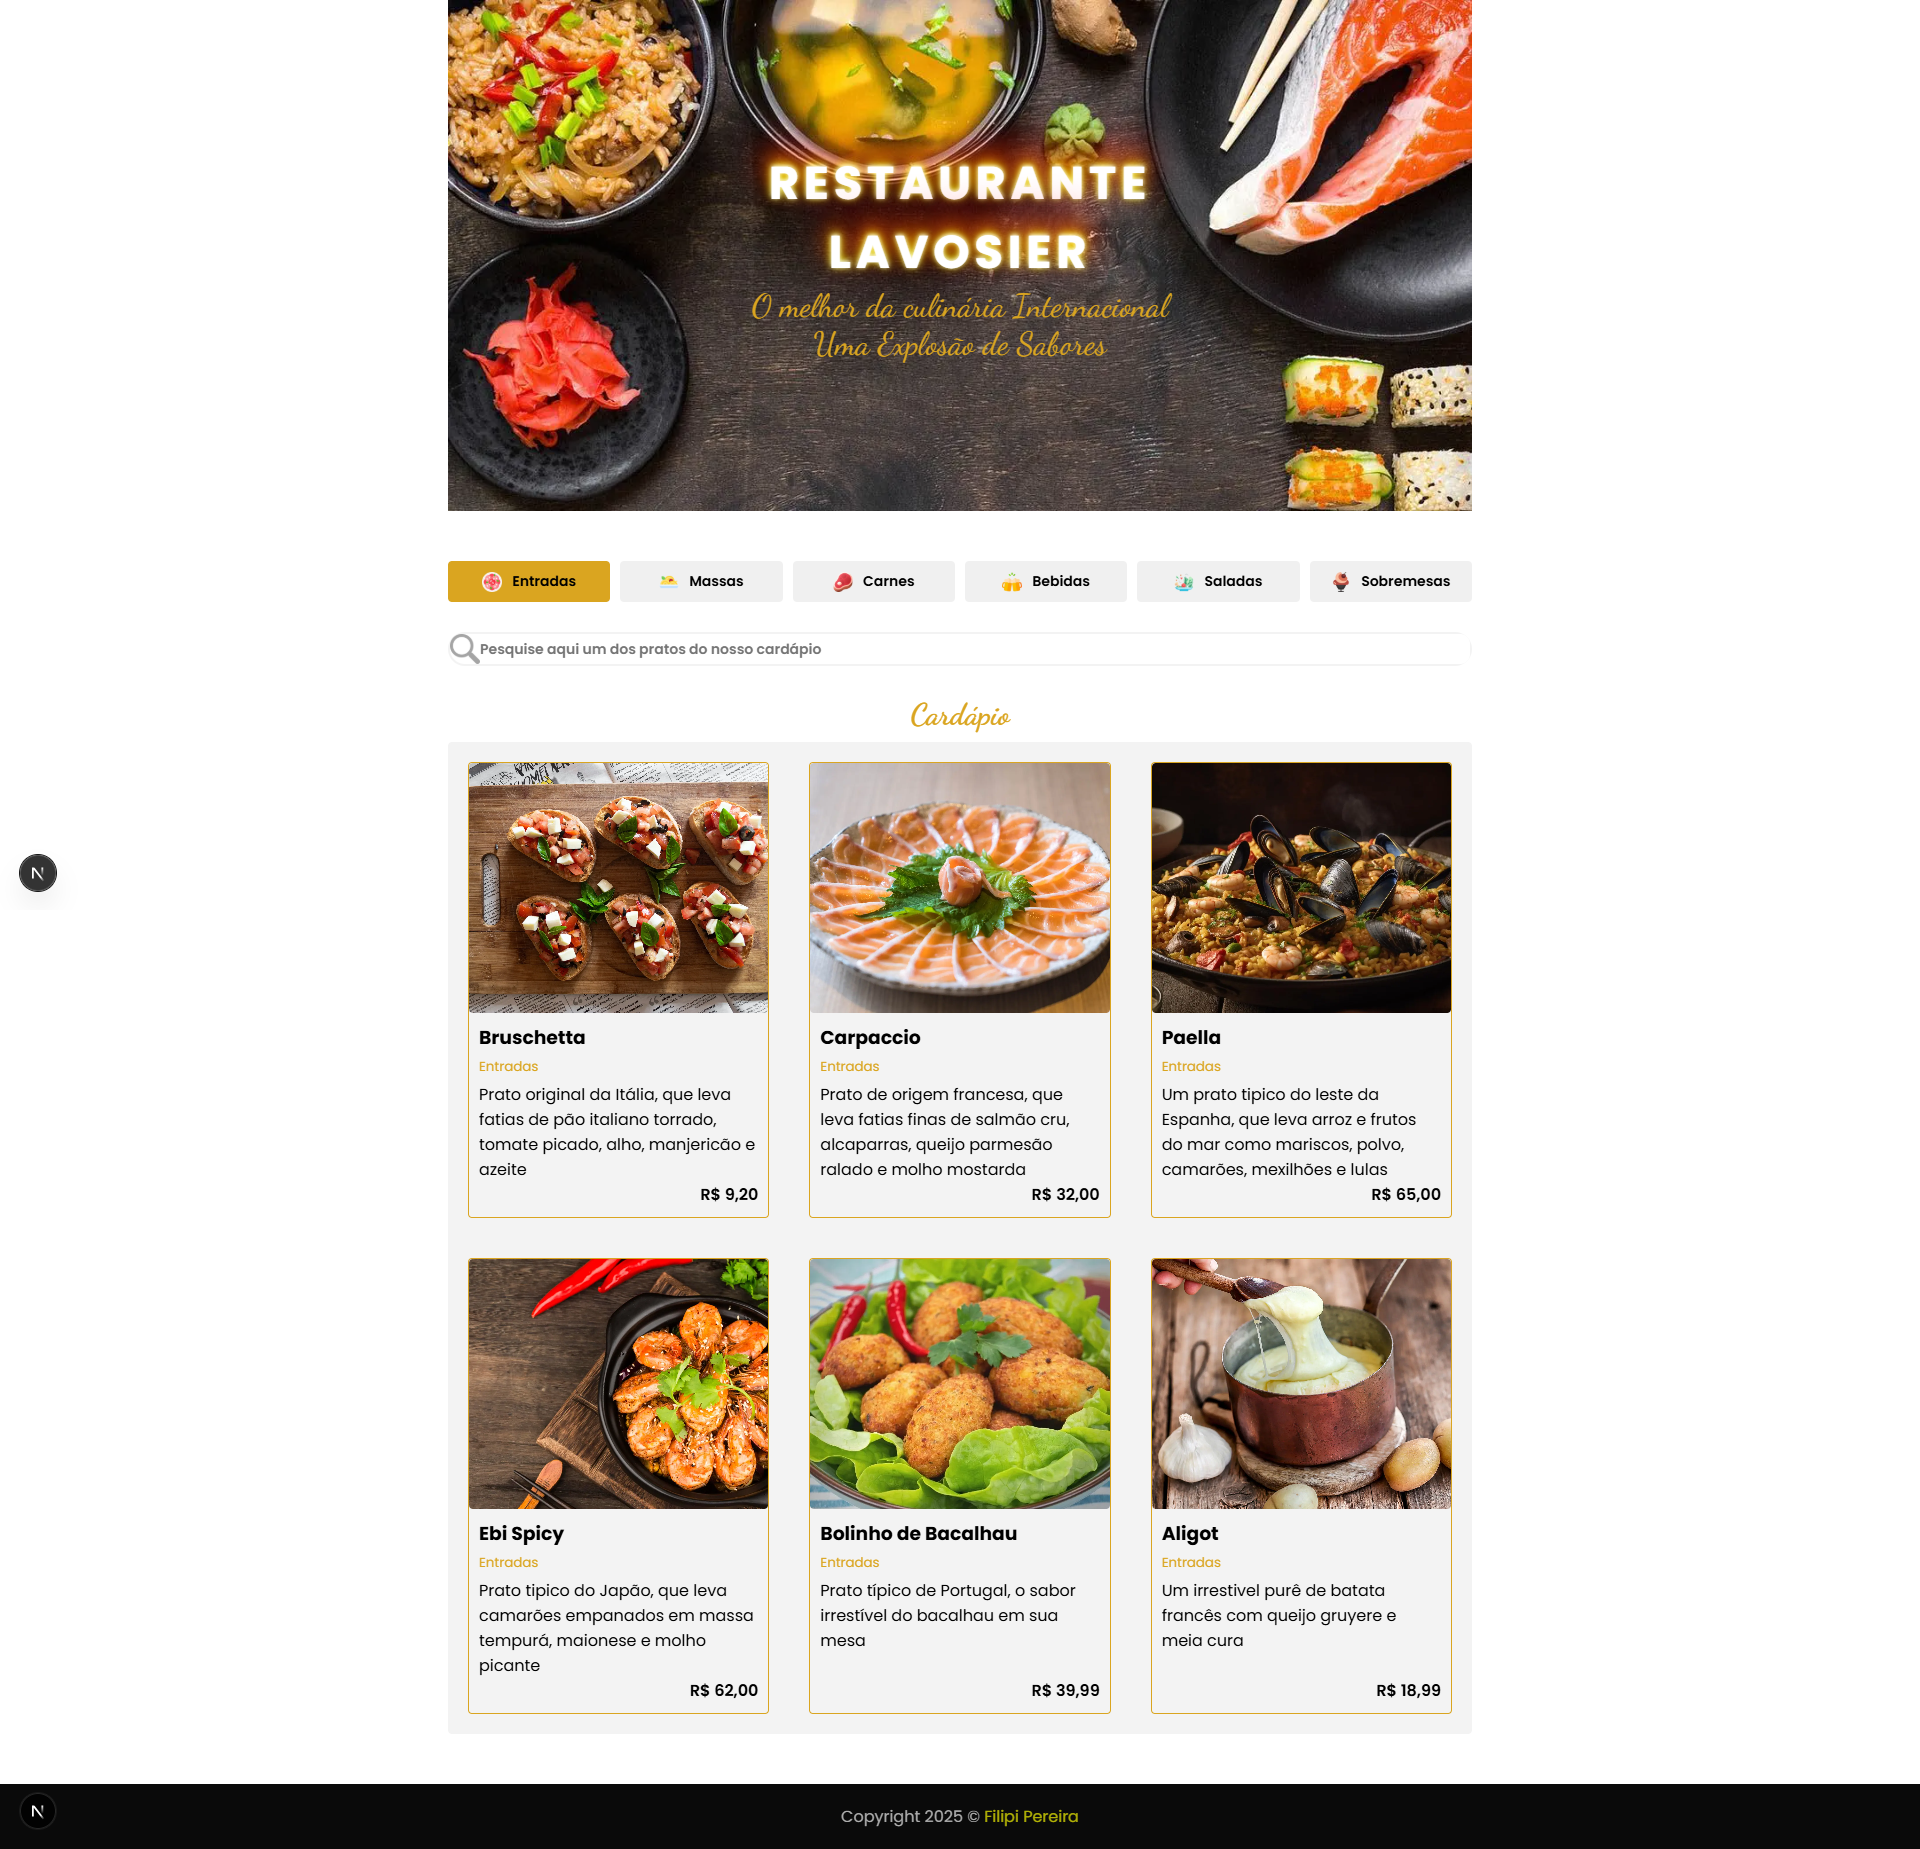 RESTAURANTE
LAVOSIER
O melhor da culinária Internacional
Uma Explosão de Sabores
Entradas
Massas
Carnes
Bebidas
Saladas
Sobremesas
Pesquise aqui um dos pratos do nosso cardápio
Cardápio
Bruschetta
Entradas
Prato original da Itália, que leva
fatias de pão italiano torrado,
tomate picado, alho, manjericão e
azeite
R$ 9,20
Carpaccio
Entradas
Prato de origem francesa, que
leva fatias finas de salmão cru,
alcaparras, queijo parmesão
ralado e molho mostarda
R$ 32,00
Paella
Entradas
Um prato tipico do leste da
Espanha, que leva arroz e frutos
do mar como mariscos, polvo,
camarões, mexilhões e lulas
R$ 65,00
Ebi Spicy
Entradas
Prato tipico do Japão, que leva
camarões empanados em massa
tempurá, maionese e molho
picante
R$ 62,00
Bolinho de Bacalhau
Entradas
Prato típico de Portugal, o sabor
irrestível do bacalhau em sua
mesa
R$ 39,99
Aligot
Entradas
Um irrestivel purê de batata
francês com queijo gruyere e
meia cura
R$ 18,99
N
N
Copyright 2025 © Filipi Pereira